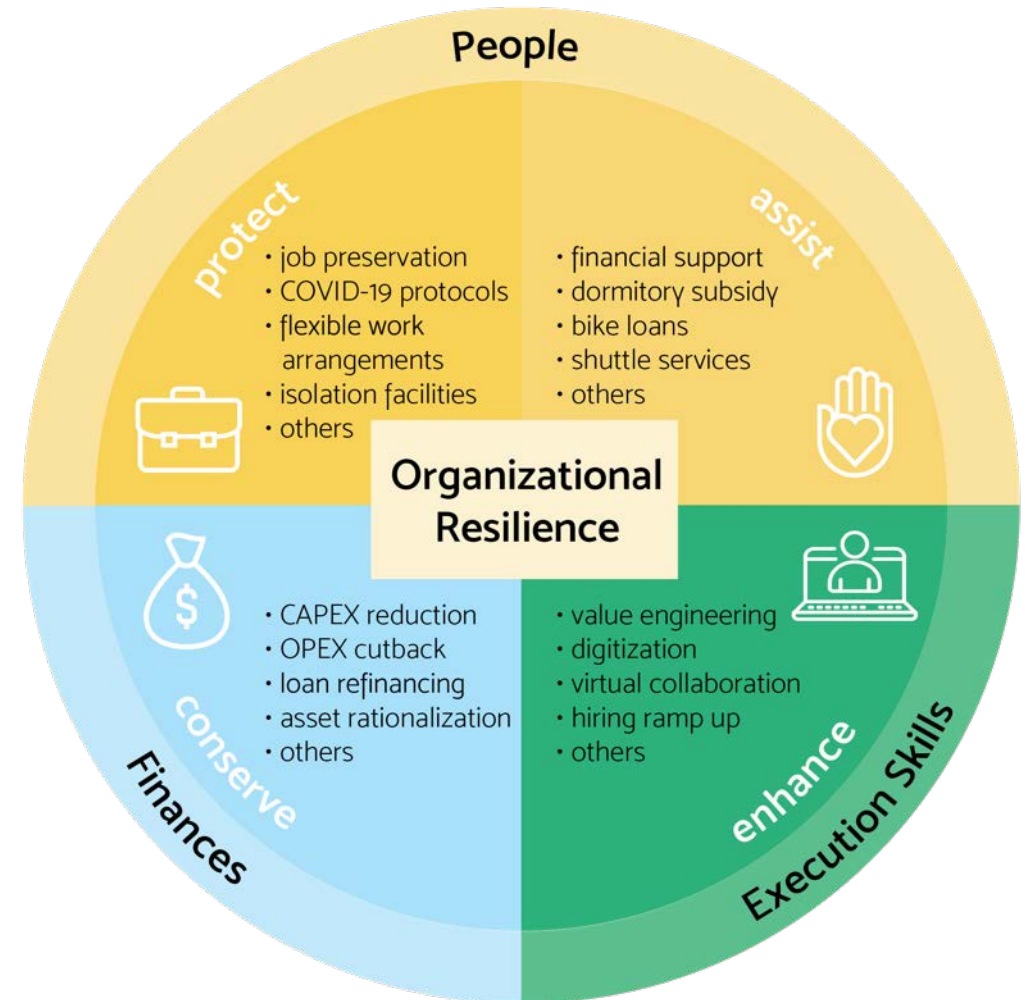 People
protect
• job preservation
• COVID-19 protocols
• flexible work
arrangements
• isolation facilities
• others
assist
• financial support
• dormitory subsidy
• bike loans
• shuttle services
• others
Organizational
Resilience
$
• CAPEX reduction
• OPEX cutback
• loan refinancing
• asset rationalization
• others
conserve
Finances
• value engineering
• digitization
• virtual collaboration
• hiring ramp up
• others
enhance
Execution Skills